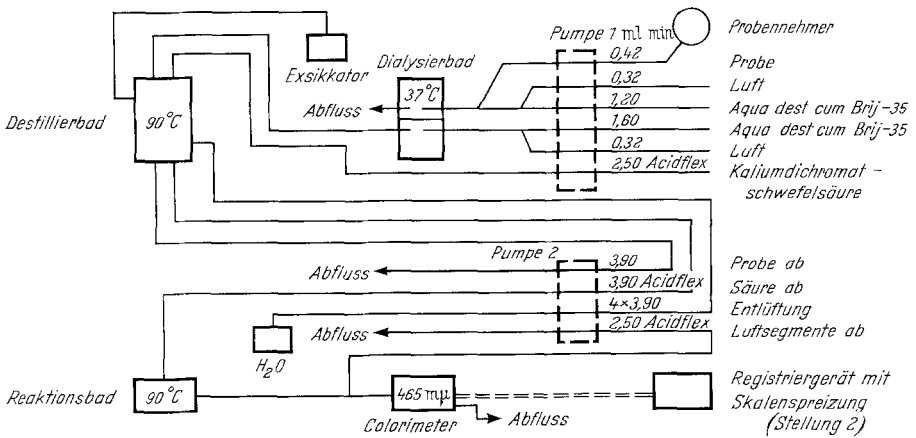 Pumpe 1 ml min
Probennehmer
Exsikkator
Dialysierbad
0,42
Probe
37°C
0,32
Luft
Abfluss
1,20
Aqua dest cum Brij-35
Destillierbad
90°C
1,60
Aqua dest cum Brij-35
0,32
Luft
2,50 Acidflex
Kaliumdichromat-
schwefelsäure
Pumpe 2
Abfluss
3,90
Probe ab
3,90 Acidflex
Säure ab
4×3,90
Entlüftung
Abfluss
2,50 Acidflex
Luftsegmente ab
H2O
Reaktionsbad
90°C
465 mµ
Registriergerät mit
Skalenspreizung
(Stellung 2)
Colorimeter
Abfluss